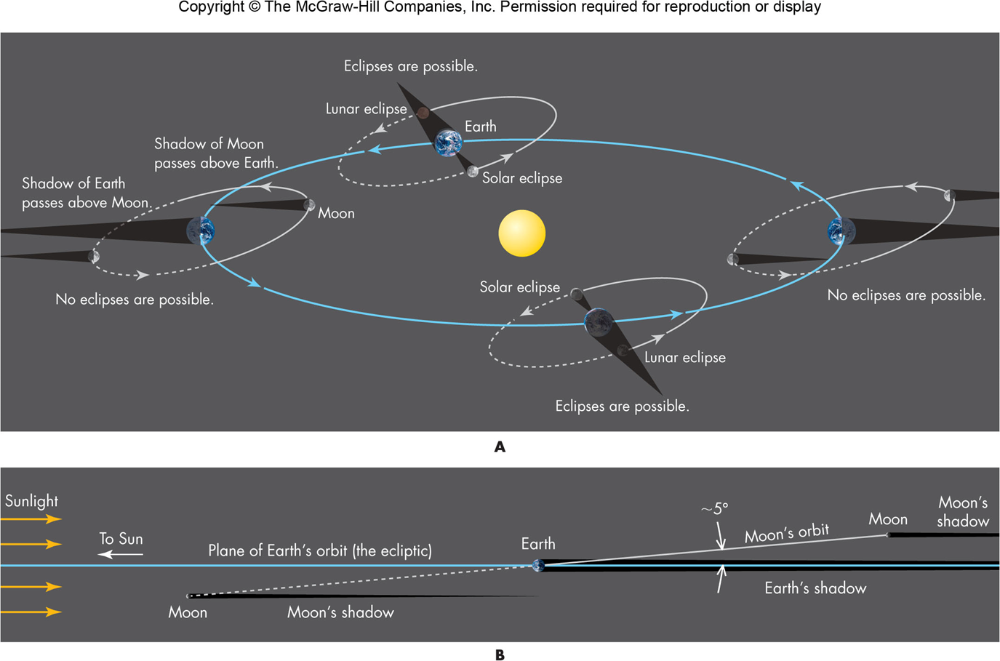 Copyright © The McGraw-Hill Companies, Inc. Permission required for reproduction or display
Eclipses are possible.
Lunar eclipse
Earth
Solar eclipse
Shadow of Moon
passes above Earth.
Shadow of Earth
passes above Moon.
Moon
No eclipses are possible.
Solar eclipse
Lunar eclipse
Eclipses are possible.
No eclipses are possible.
A
Sunlight
To Sun
Plane of Earth's orbit (the ecliptic)
Earth
~5°
Moon's orbit
Moon
Moon's
shadow
Earth's shadow
Moon
Moon's shadow
B